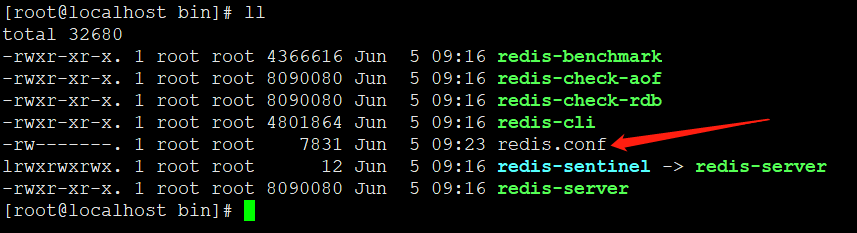 [root@localhost bin]# ll
total 32680
-rwxr-xr-x. 1 root root 4366616 Jun  5 09:16 redis-benchmark
-rwxr-xr-x. 1 root root 8090080 Jun  5 09:16 redis-check-aof
-rwxr-xr-x. 1 root root 8090080 Jun  5 09:16 redis-check-rdb
-rwxr-xr-x. 1 root root 4801864 Jun  5 09:16 redis-cli
-rw-------. 1 root root    7831 Jun  5 09:23 redis.conf
lrwxrwxrwx. 1 root root      12 Jun  5 09:16 redis-sentinel -> redis-server
-rwxr-xr-x. 1 root root 8090080 Jun  5 09:16 redis-server
[root@localhost bin]#